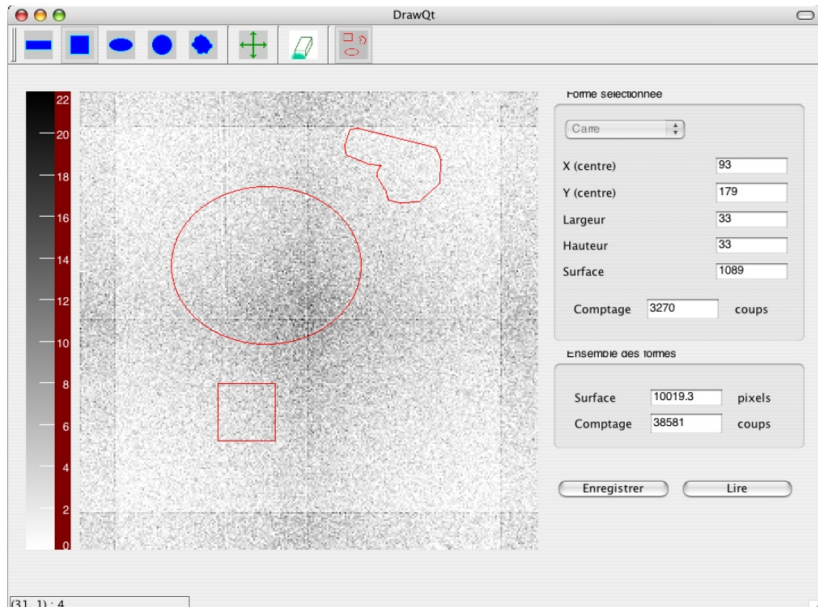 DrawQt
22
20
18
16
14
12
10
8
6
4
2
0
Forme selectionnee
Carre
X (centre) 93
Y (centre) 179
Largeur 33
Hauteur 33
Surface 1089
Comptage 3270 coups
Ensemble des formes
Surface 10019.3 pixels
Comptage 38581 coups
Enregistrer Lire
(31, 1) : 4